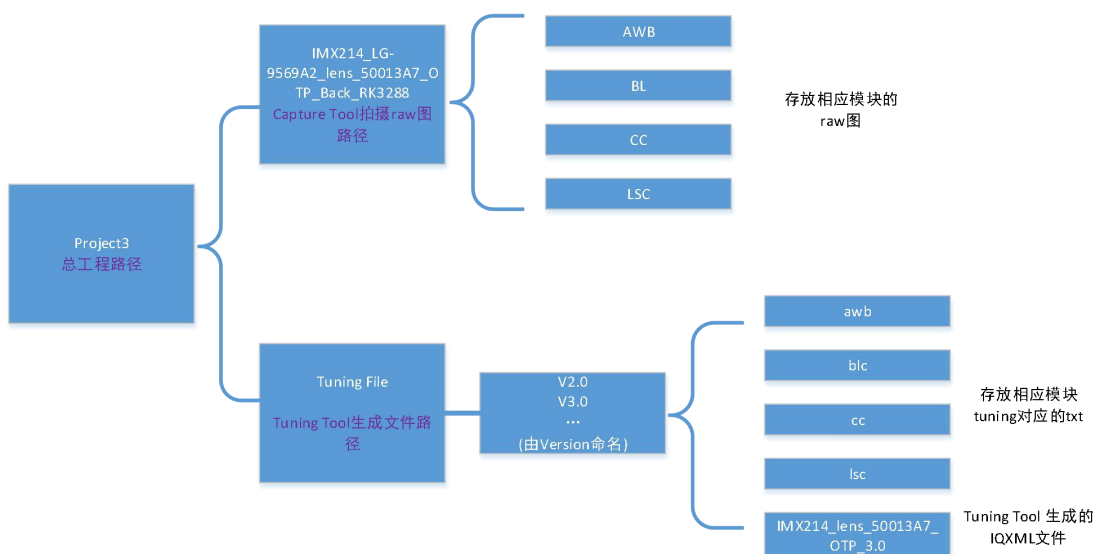 IMX214_LG-
9569A2_lens_50013A7_O
TP_Back_RK3288
Capture Tool拍摄raw图
路径
AWB
BL
CC
LSC
存放相应模块的
raw图
Project3
总工程路径
Tuning File
Tuning Tool生成文件路
径
V2.0
V3.0
...
(由Version命名)
awb
blc
cc
lsc
IMX214_lens_50013A7_
OTP_3.0
存放相应模块
tuning对应的txt
Tuning Tool 生成的
IQXML文件